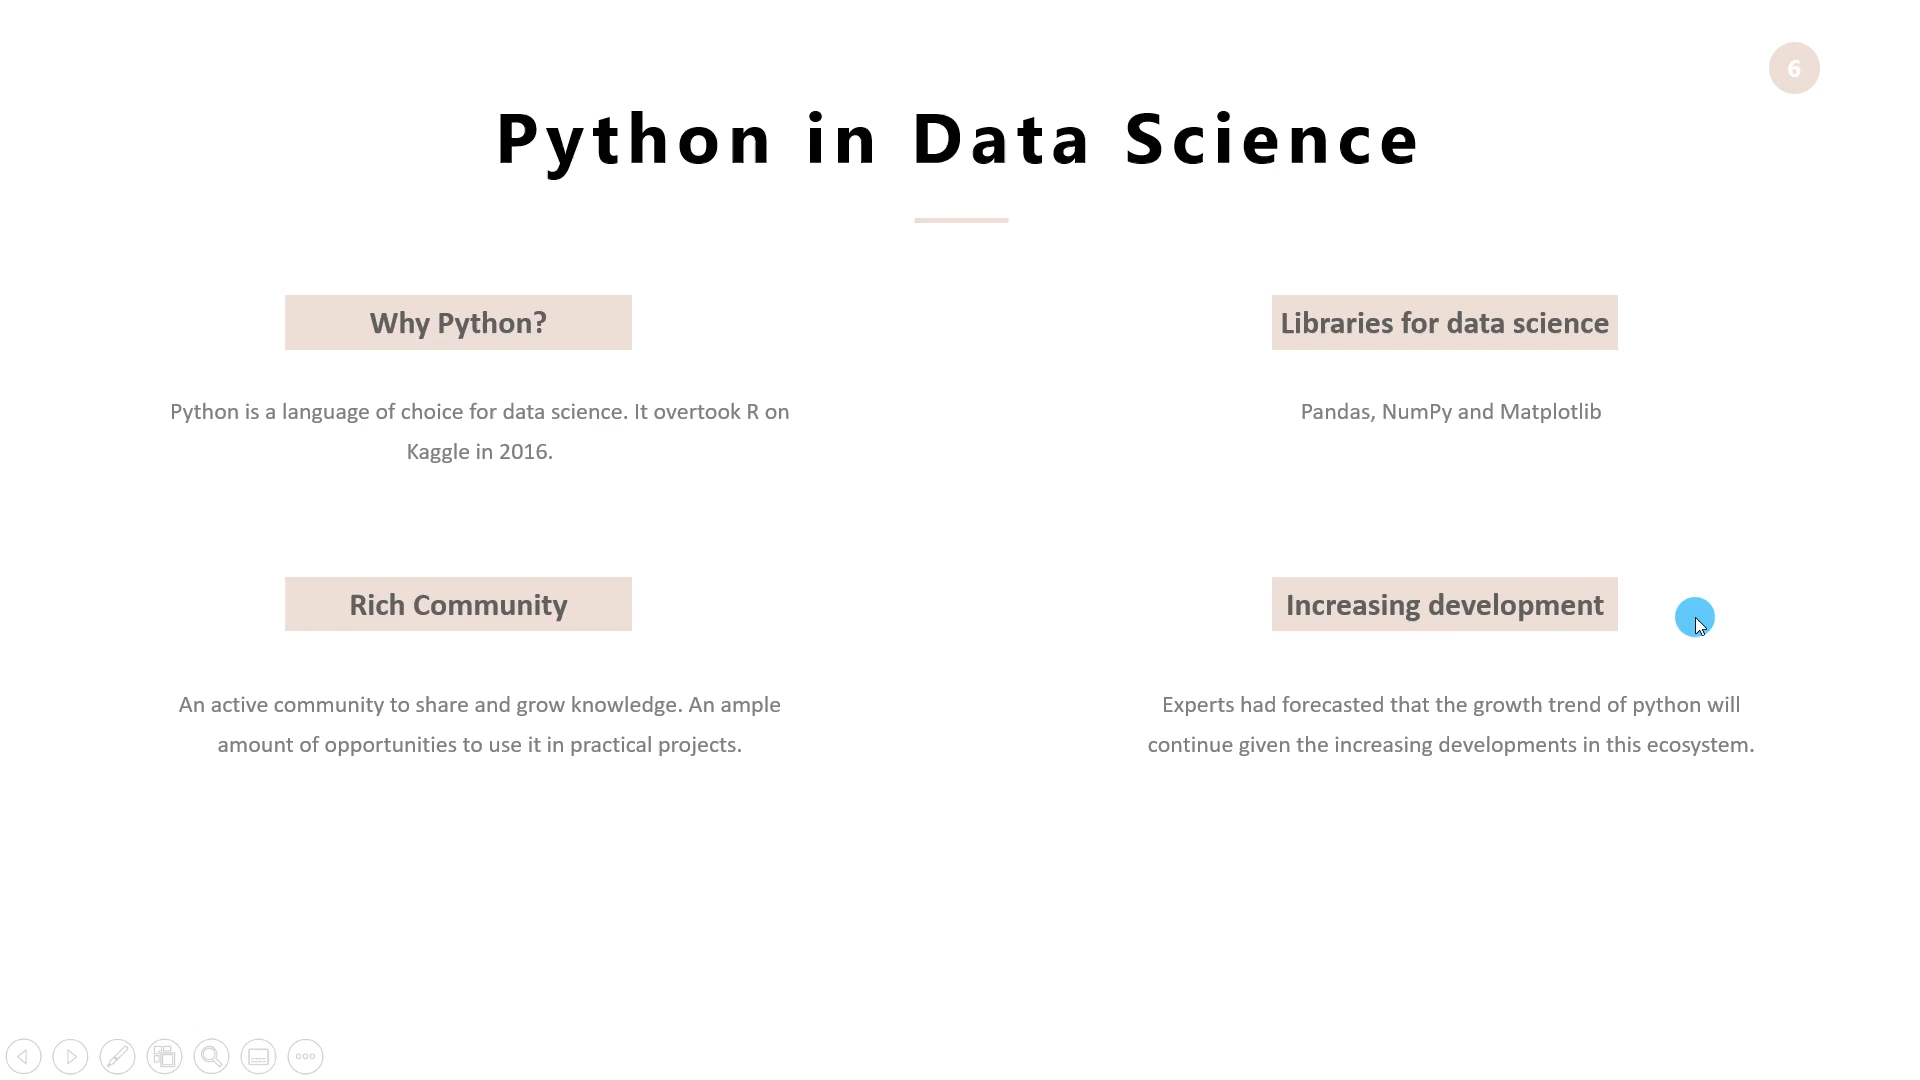 6
Python in Data Science
Why Python?
Python is a language of choice for data science. It overtook R on
Kaggle in 2016.
Libraries for data science
Pandas, NumPy and Matplotlib
Rich Community
An active community to share and grow knowledge. An ample
amount of opportunities to use it in practical projects.
Increasing development
Experts had forecasted that the growth trend of python will
continue given the increasing developments in this ecosystem.